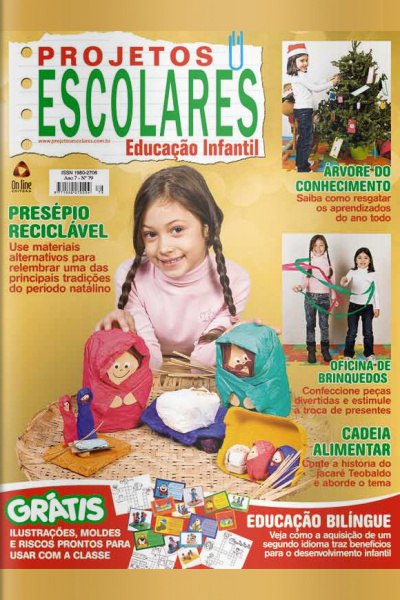 PROJETOS
ESCOLARES
www.projetosescolares.com.br
Educação Infantil
On line
EDITORA
ISSN 1980-2706
Ano 7 - Nº 79
ÁRVORE DO
CONHECIMENTO
Saiba como resgatar
os aprendizados
do ano todo
PRESÉPIO
RECICLÁVEL
Use materiais
alternativos para
relembrar uma das
principais tradições
do período natalino
OFICINA DE
BRINQUEDOS
Confeccione peças
divertidas e estimule
a troca de presentes
CADEIA
ALIMENTAR
Conte a história do
jacaré Teobaldo
e aborde o tema
GRÁTIS
ILUSTRAÇÕES, MOLDES
E RISCOS PRONTOS PARA
USAR COM A CLASSE
EDUCAÇÃO BILÍNGUE
Veja como a aquisição de um
segundo idioma traz benefícios
para o desenvolvimento infantil